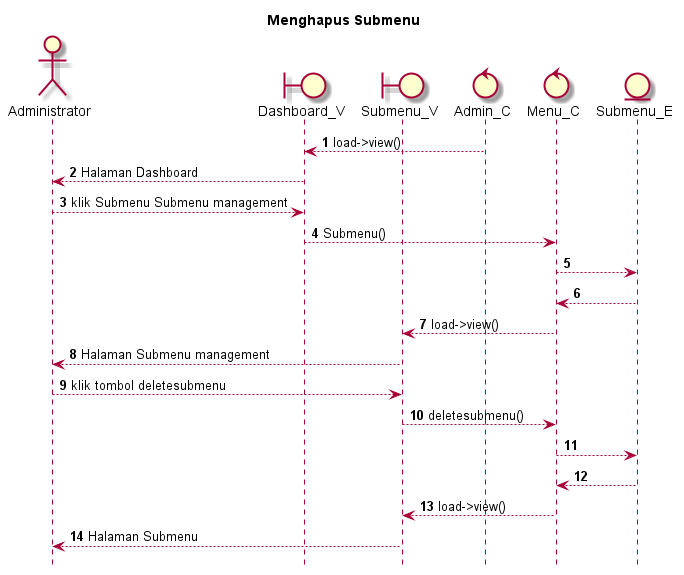 Menghapus Submenu
Administrator Dashboard_V Submenu_V Admin_C Menu_C Submenu_E
1 load->view()
2 Halaman Dashboard
3 klik Submenu Submenu management
4 Submenu()
5
6
7 load->view()
8 Halaman Submenu management
9 klik tombol deletesubmenu
10 deletesubmenu()
11
12
13 load->view()
14 Halaman Submenu